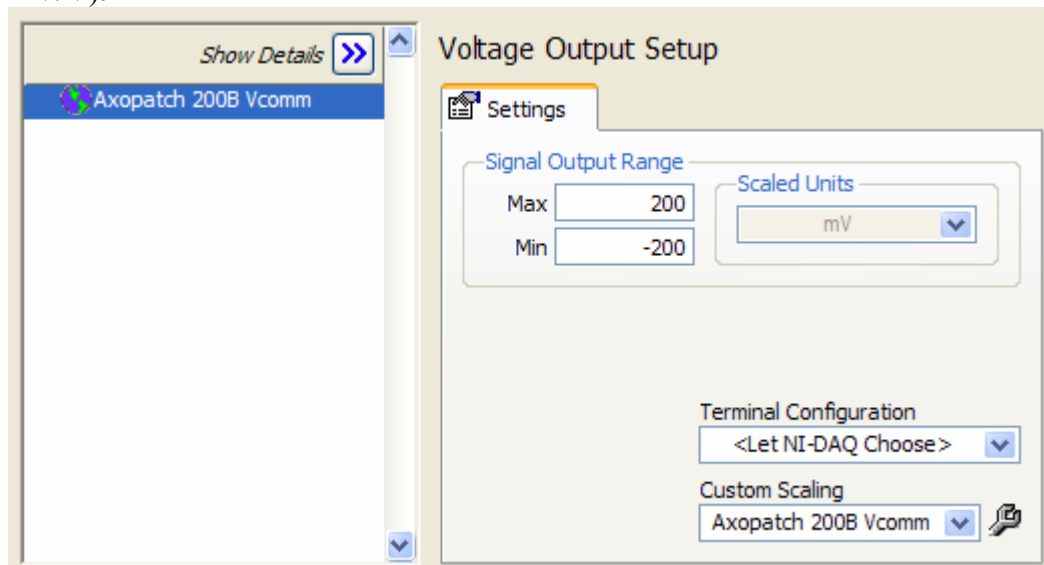 Show Details
Axopatch 200B Vcomm
Voltage Output Setup
Settings
Signal Output Range
Max 200
Min -200
Scaled Units
mV
Terminal Configuration
<Let NI-DAQ Choose>
Custom Scaling
Axopatch 200B Vcomm